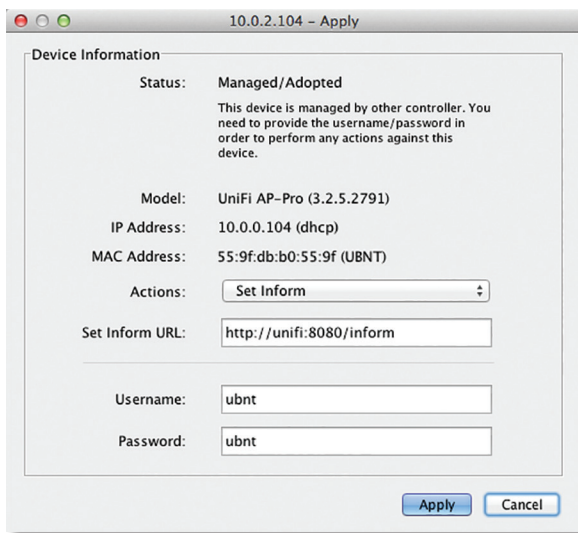 10.0.2.104 – Apply
Device Information
Status: Managed/Adopted
This device is managed by other controller. You
need to provide the username/password in
order to perform any actions against this
device.
Model: UniFi AP-Pro (3.2.5.2791)
IP Address: 10.0.0.104 (dhcp)
MAC Address: 55:9f:db:b0:55:9f (UBNT)
Actions: Set Inform
Set Inform URL: http://unifi:8080/inform
Username: ubnt
Password: ubnt
Apply Cancel